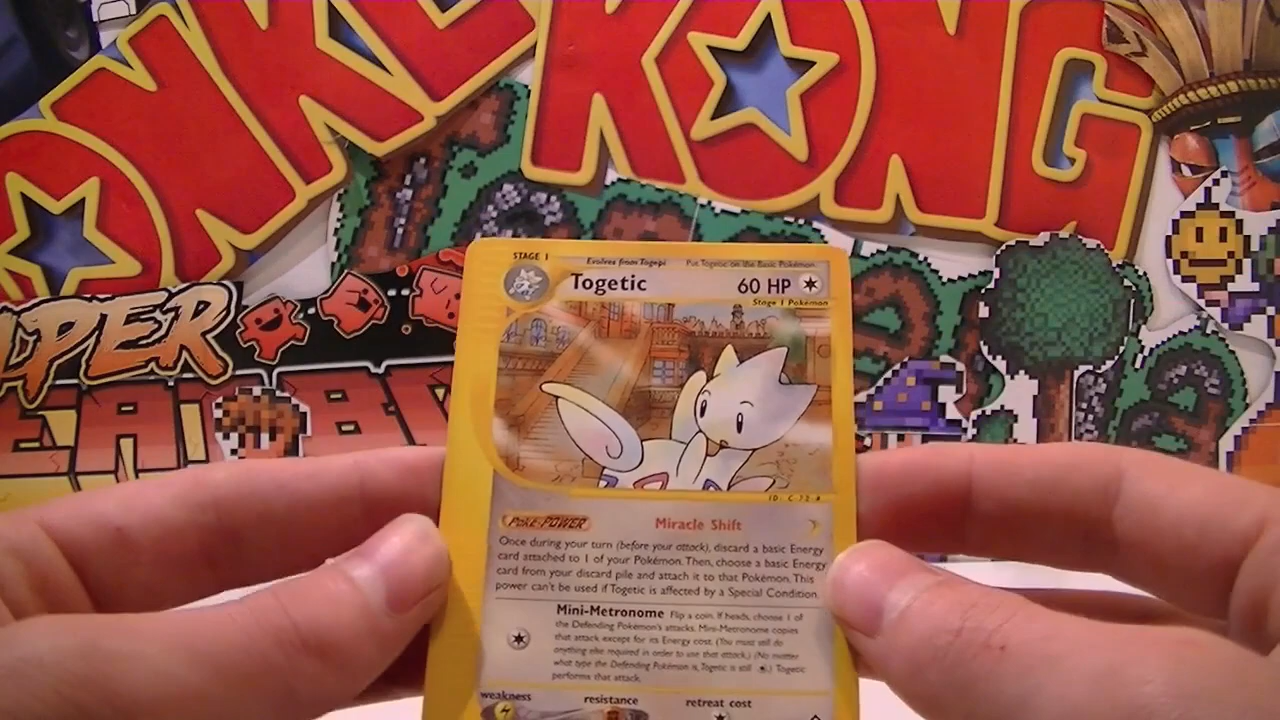 ONKEY KONG
Terraria
UPER
MEAT BO
STAGE 1
Evolves from Togepi Put Togetic on the Basic Pokémon
Togetic 60 HP
Stage 1 Pokémon
ID: C-72-A
Poké-POWER Miracle Shift
Once during your turn (before your attack), discard a basic Energy
card attached to 1 of your Pokémon. Then, choose a basic Energy
card from your discard pile and attach it to that Pokémon. This
power can't be used if Togetic is affected by a Special Condition.
Mini-Metronome Flip a coin. If heads, choose 1 of
the Defending Pokémon's attacks. Mini-Metronome copies
that attack except for its Energy cost. (You must still do
anything else required in order to use that attack.) (No matter
what type the Defending Pokémon is, Togetic is still .) Togetic
performs that attack.
weakness resistance retreat cost